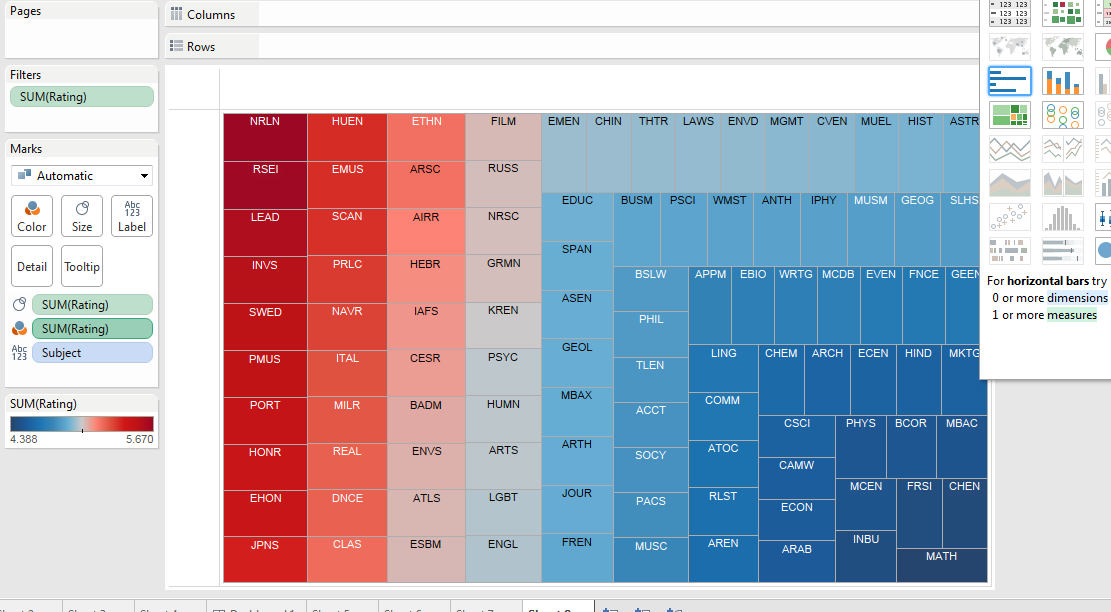 Pages
Columns
Rows
Filters
SUM(Rating)
Marks
Automatic
Color Size Label
Abc
123
Detail Tooltip
SUM(Rating)
SUM(Rating)
Abc
123
Subject
SUM(Rating)
4.388 5.670
NRLN HUEN ETHN FILM EMEN CHIN THTR LAWS ENVD MGMT CVEN MUEL HIST ASTR
RSEI EMUS ARSC RUSS
EDUC BUSM PSCI WMST ANTH IPHY MUSM GEOG SLHS
LEAD SCAN AIRR NRSC
SPAN
INVS PRLC HEBR GRMN
BSLW APPM EBIO WRTG MCDB EVEN FNCE GEEN
ASEN
SWED NAVR IAFS KREN
PHIL
GEOL
PMUS ITAL CESR PSYC
LING CHEM ARCH ECEN HIND MKTG
TLEN
MBAX
PORT MILR BADM HUMN
COMM
ACCT
CSCI PHYS BCOR MBAC
ARTH
HONR REAL ENVS ARTS
ATOC
SOCY
CAMW
JOUR
EHON DNCE ATLS LGBT
MCEN FRSI CHEN
RLST
PACS
ECON
FREN
JPNS CLAS ESBM ENGL
INBU
AREN
MUSC
ARAB
MATH
123 123
123 123
123 123
For horizontal bars try
0 or more dimensions
1 or more measures